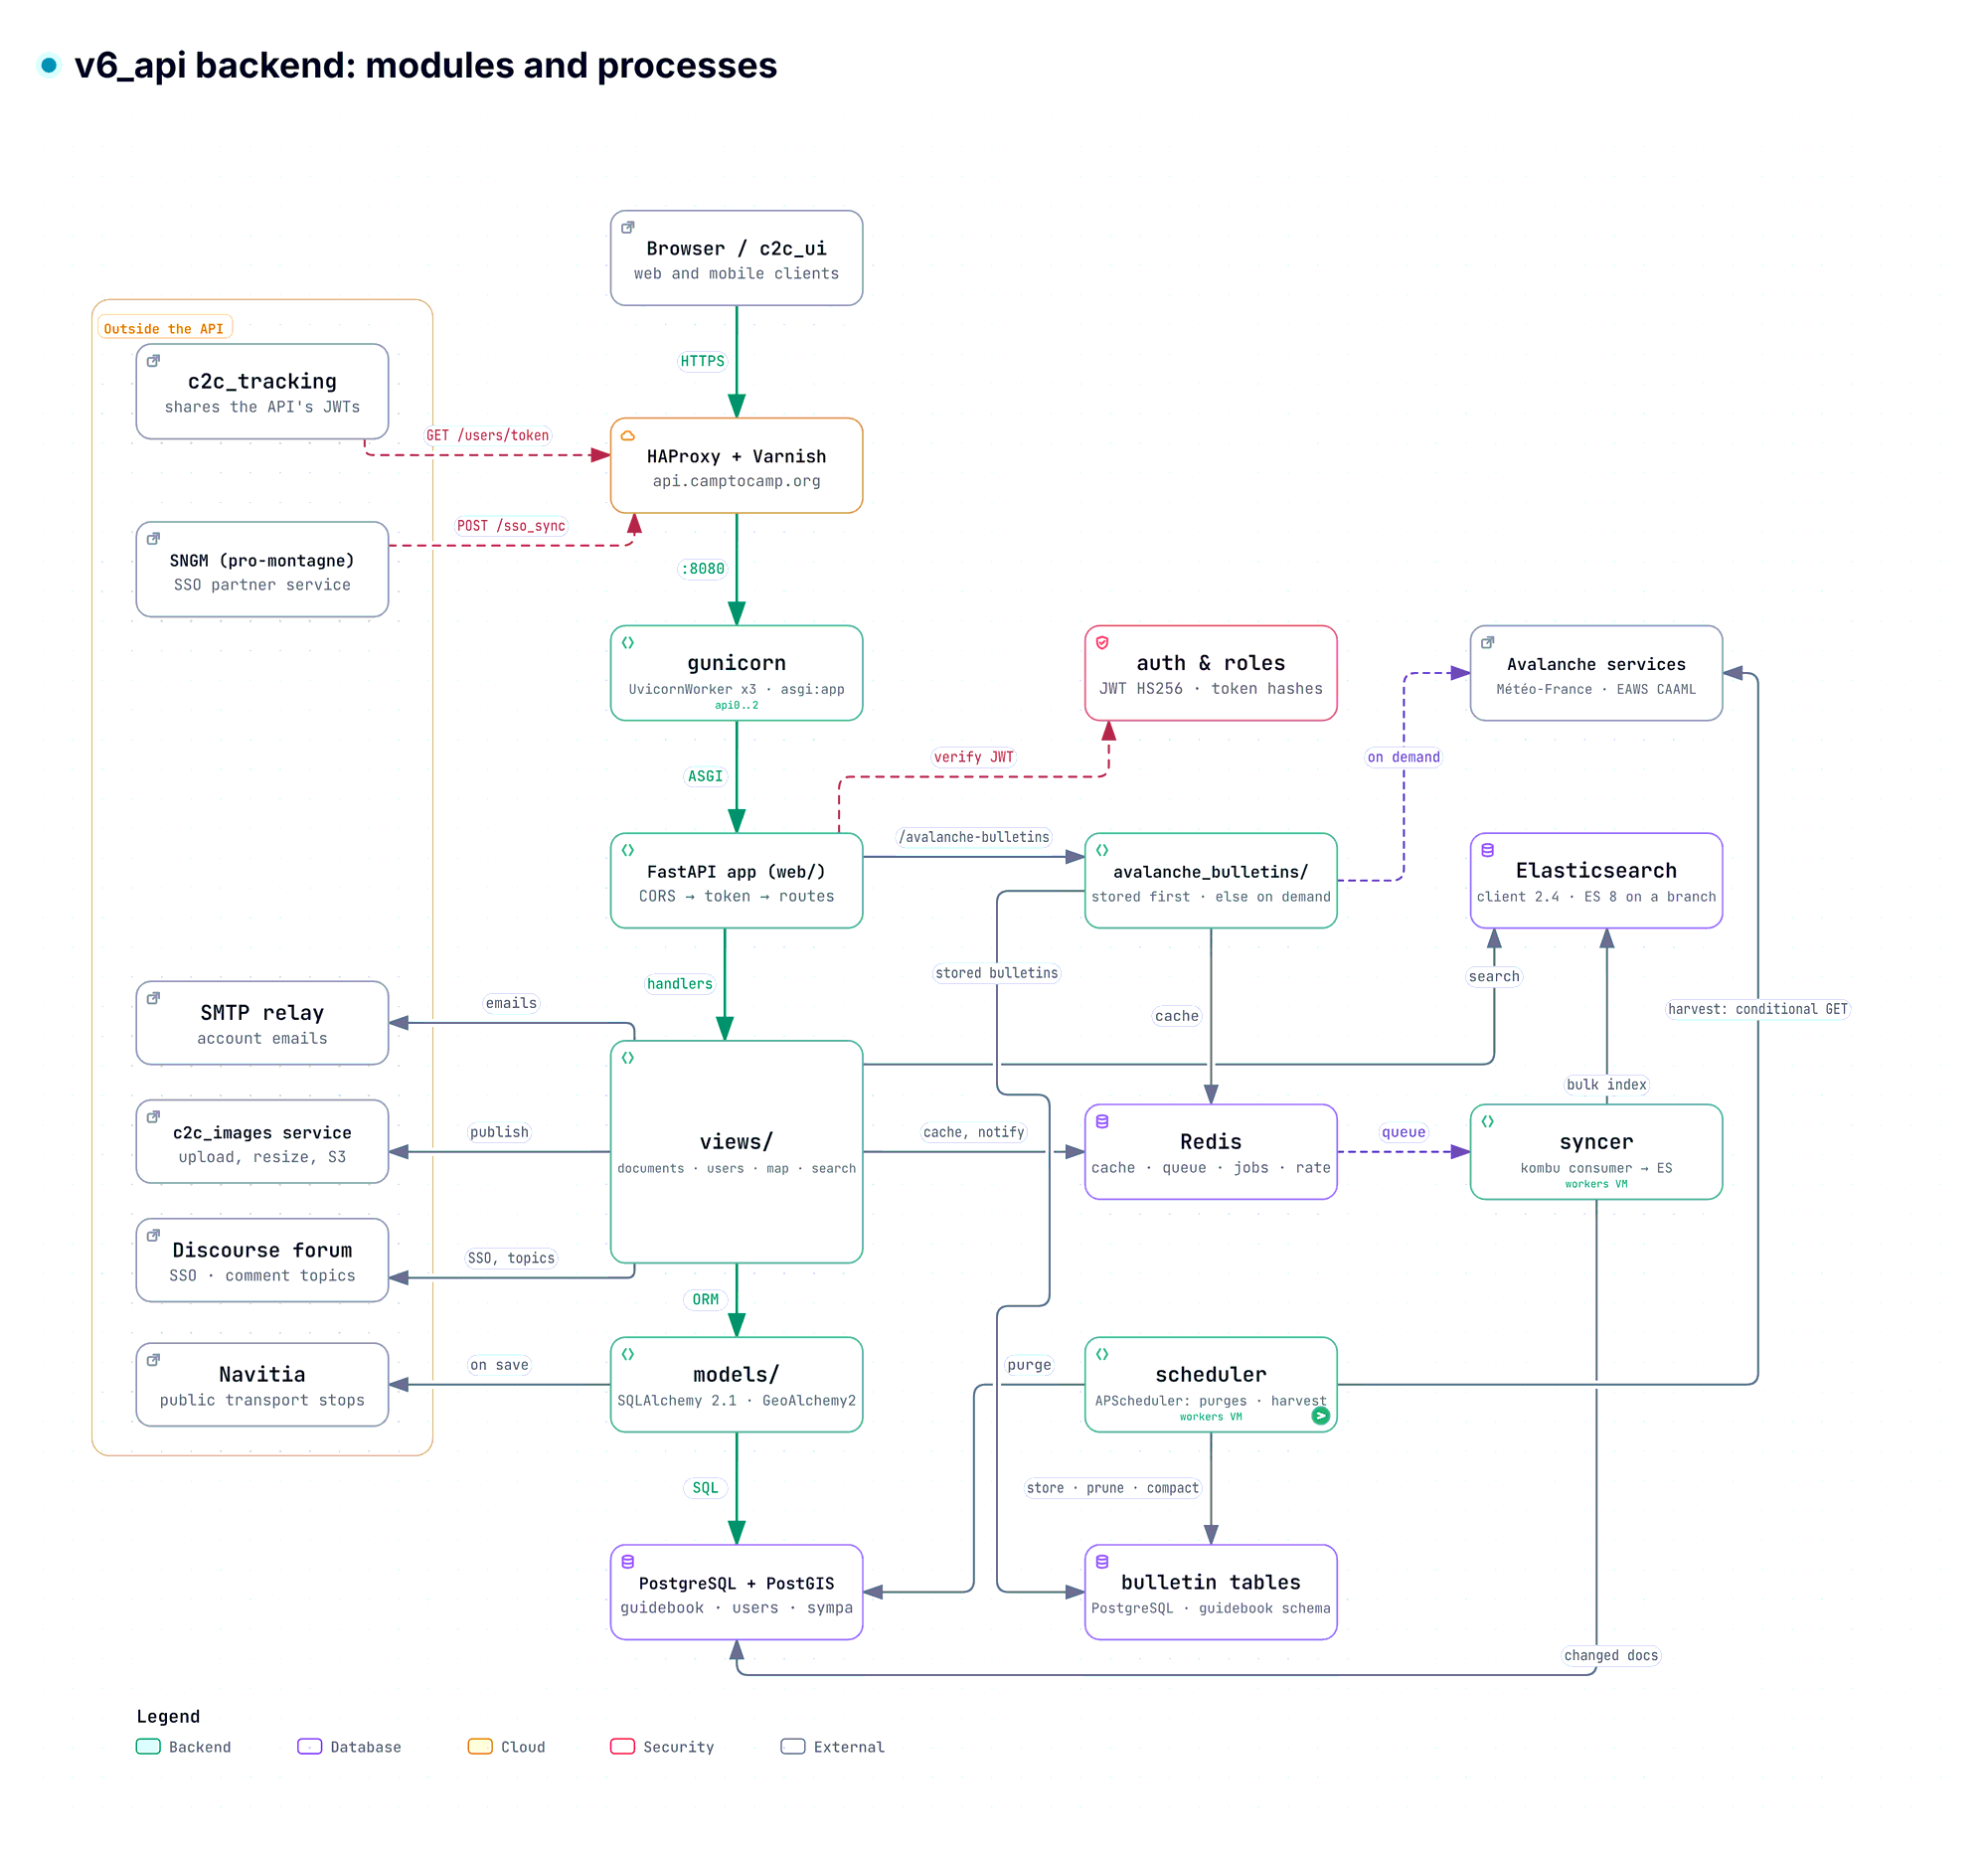 v6_api backend: modules and processes
Browser / c2c_ui
web and mobile clients
Outside the API
c2c_tracking
shares the API's JWTs
HTTPS
GET /users/token
HAProxy + Varnish
api.camptocamp.org
POST /sso_sync
SNGM (pro-montagne)
SSO partner service
:8080
gunicorn
UvicornWorker x3 · asgi:app
api0..2
auth & roles
JWT HS256 · token hashes
Avalanche services
Météo-France · EAWS CAAML
ASGI
verify JWT
on demand
FastAPI app (web/)
CORS → token → routes
/avalanche-bulletins
avalanche_bulletins/
stored first · else on demand
Elasticsearch
client 2.4 · ES 8 on a branch
handlers
stored bulletins
search
SMTP relay
account emails
emails
cache
harvest: conditional GET
bulk index
c2c_images service
upload, resize, S3
publish
views/
documents · users · map · search
cache, notify
Redis
cache · queue · jobs · rate
queue
syncer
kombu consumer → ES
workers VM
Discourse forum
SSO · comment topics
SSO, topics
ORM
Navitia
public transport stops
on save
models/
SQLAlchemy 2.1 · GeoAlchemy2
purge
scheduler
APScheduler: purges · harvest
workers VM
SQL
store · prune · compact
PostgreSQL + PostGIS
guidebook · users · sympa
bulletin tables
PostgreSQL · guidebook schema
changed docs
Legend
Backend
Database
Cloud
Security
External